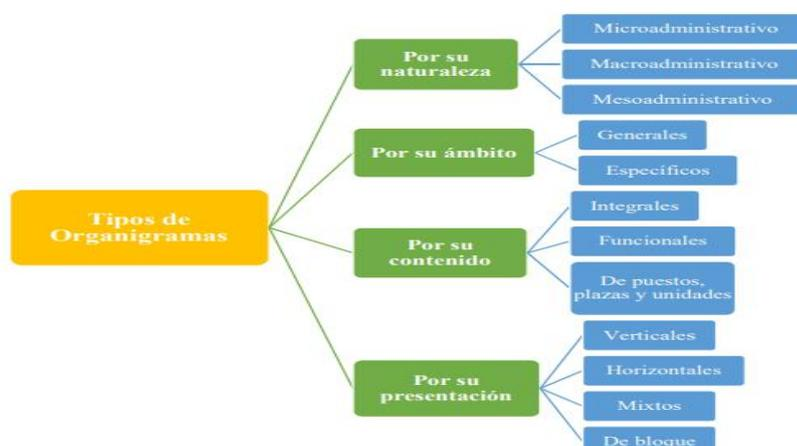 Tipos de
Organigramas
Por su
naturaleza
Microadministrativo
Macroadministrativo
Mesoadministrativo
Por su ámbito
Generales
Específicos
Por su
contenido
Integrales
Funcionales
De puestos,
plazas y unidades
Por su
presentación
Verticales
Horizontales
Mixtos
De bloque